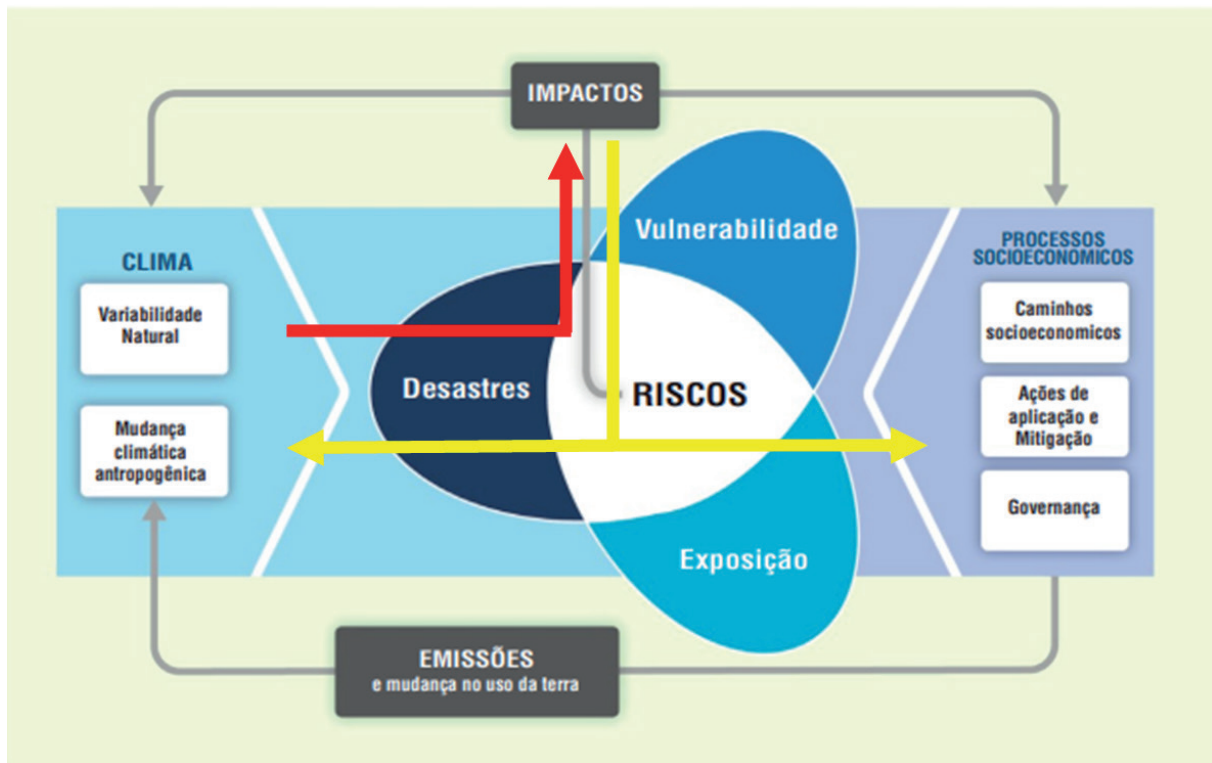 IMPACTOS
Vulnerabilidade
CLIMA
Variabilidade
Natural
Mudança
climática
antropogênica
Desastres
RISCOS
Exposição
PROCESSOS
SOCIOECONOMICOS
Caminhos
socioeconomicos
Ações de
aplicação e
Mitigação
Governança
EMISSÕES
e mudança no uso da terra